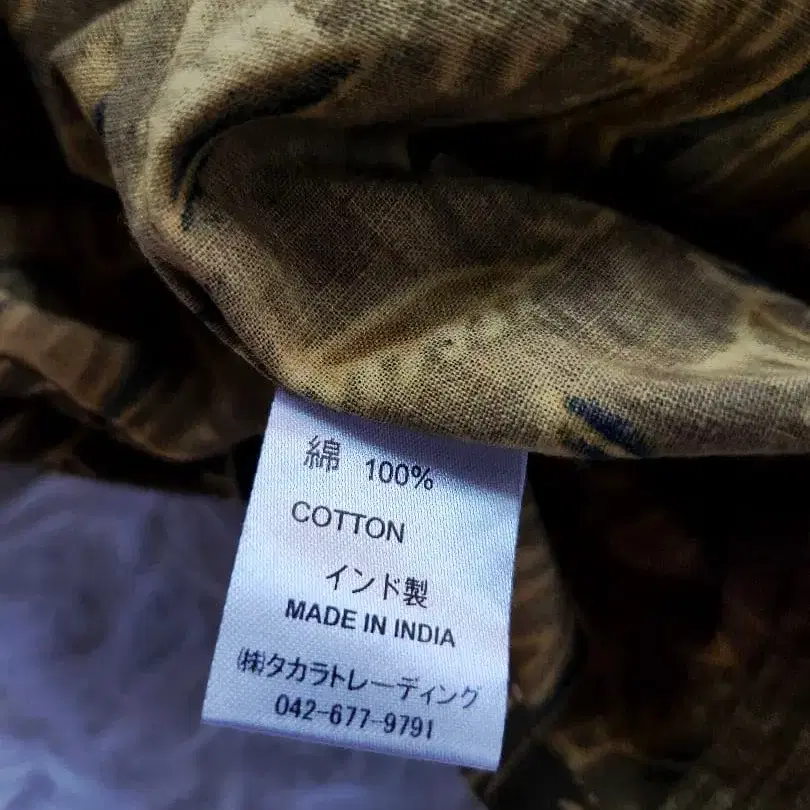 綿 100%
COTTON
インド製
MADE IN INDIA
㈱タカラトレーディング
042-677-9791